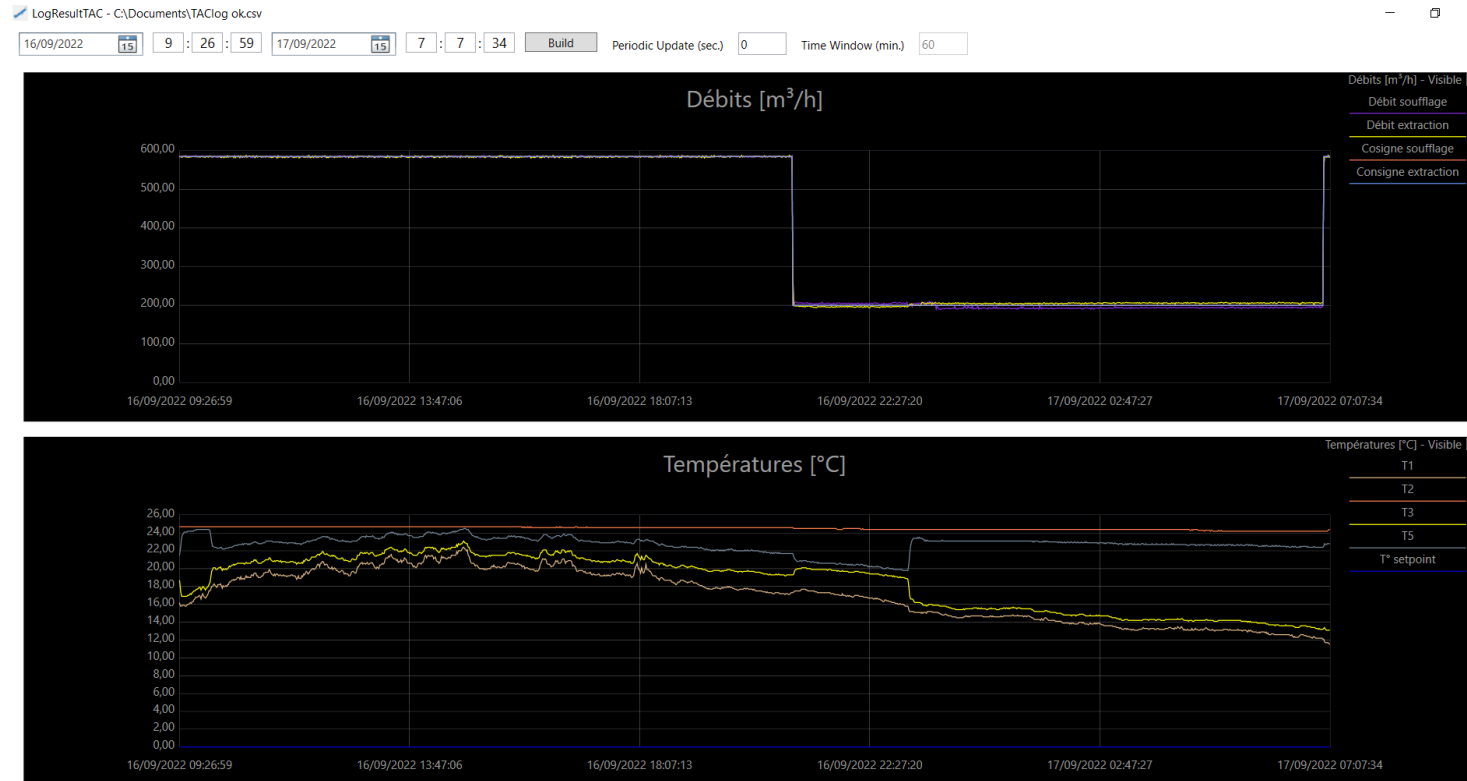 LogResultTAC - C:\Documents\TAClog ok.csv
16/09/2022 15 9 : 26 : 59 17/09/2022 15 7 : 7 : 34 Build Periodic Update (sec.) 0 Time Window (min.) 60
Débits [m³/h]
Débits [m³/h] - Visible
Débit soufflage
Débit extraction
Cosigne soufflage
Consigne extraction
600,00
500,00
400,00
300,00
200,00
100,00
0,00
16/09/2022 09:26:59 16/09/2022 13:47:06 16/09/2022 18:07:13 16/09/2022 22:27:20 17/09/2022 02:47:27 17/09/2022 07:07:34
Températures [°C]
Températures [°C] - Visible
T1
T2
T3
T5
T° setpoint
26,00
24,00
22,00
20,00
18,00
16,00
14,00
12,00
10,00
8,00
6,00
4,00
2,00
0,00
16/09/2022 09:26:59 16/09/2022 13:47:06 16/09/2022 18:07:13 16/09/2022 22:27:20 17/09/2022 02:47:27 17/09/2022 07:07:34